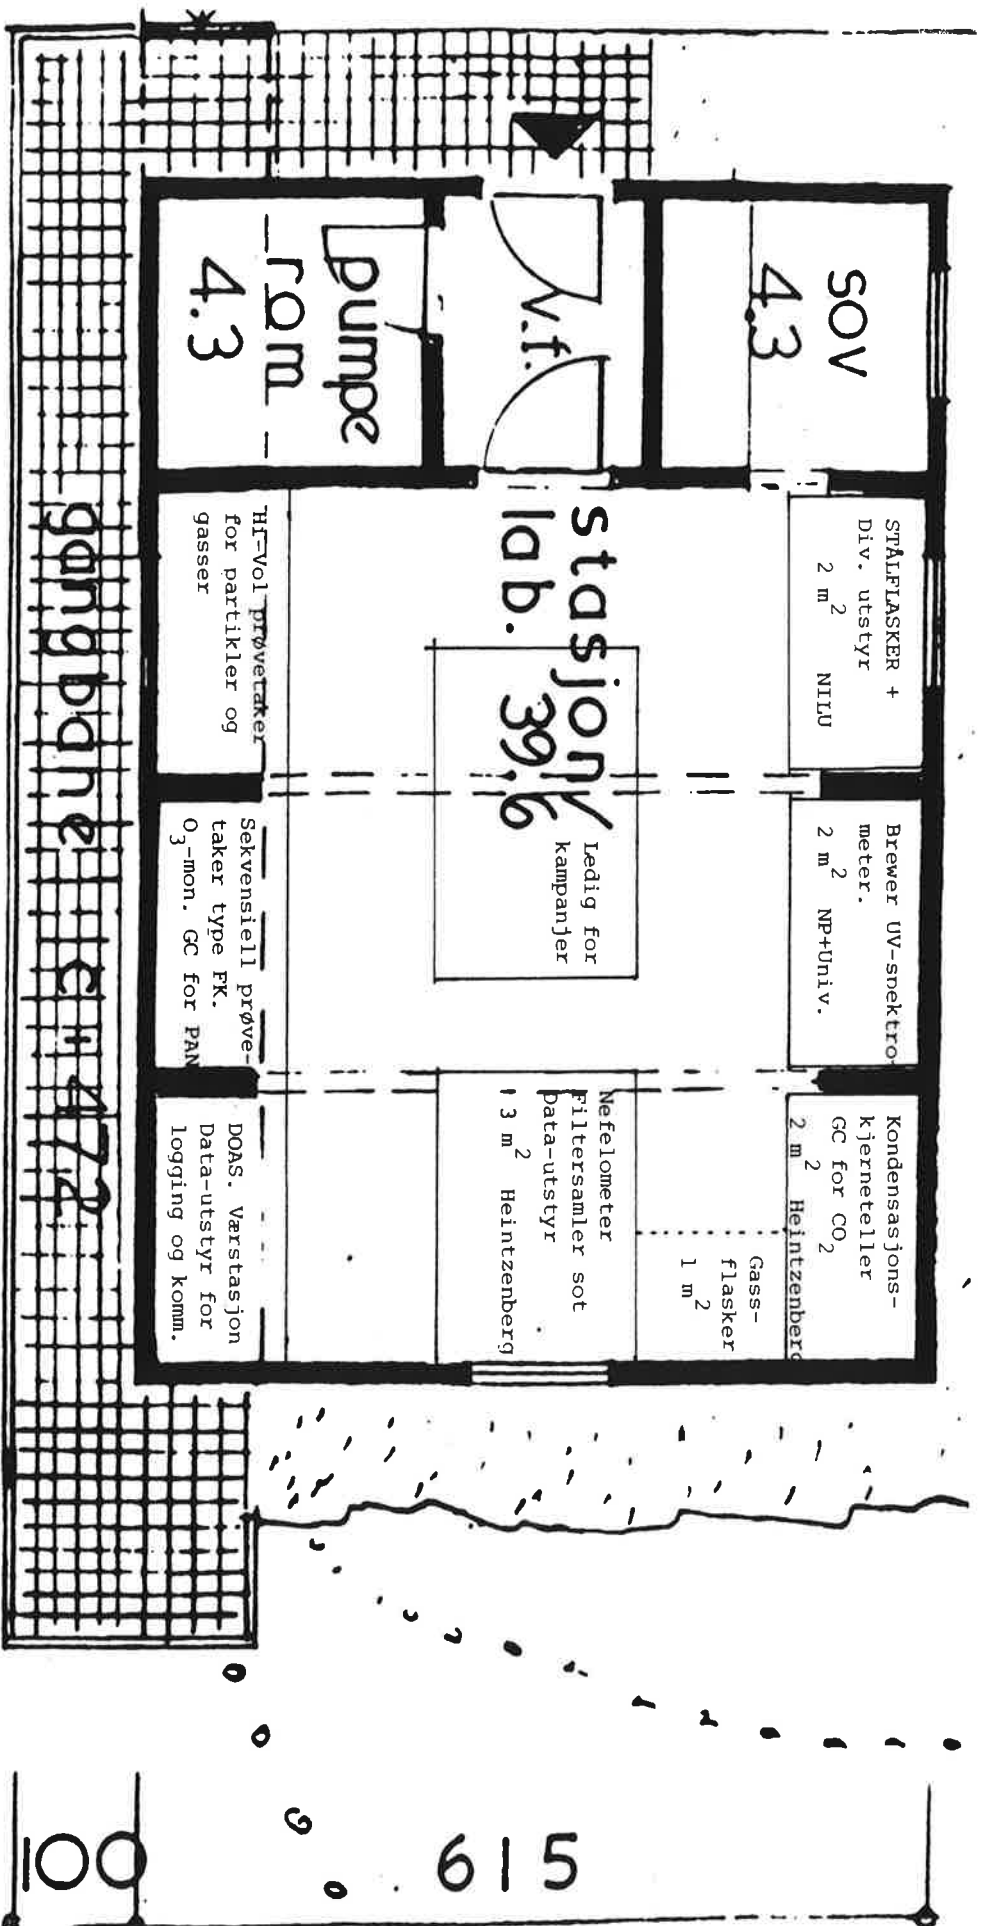 SOV
4.3
v.f.
pumpe
rom
4.3
STÅLFLASKER +
Div. utstyr
2 m2 NILU
Brewer UV-spektro-
meter.
2 m2 NP+Univ.
Kondensasjons-
kjerneteller
GC for CO2
2 m2 Heintzenberg
Gass-
flasker
1 m2
stasjon/
lab. 39.6
Ledig for
kampanjer
Nefelometer
Filtersamler sot
Data-utstyr
3 m2 Heintzenberg
HI-Vol prøvetaker
for partikler og
gasser
Sekvensiell prøve-
taker type FK.
O3-mon. GC for PAN
DOAS. Værstasjon
Data-utstyr for
logging og komm.
gangbane c+472
615
100